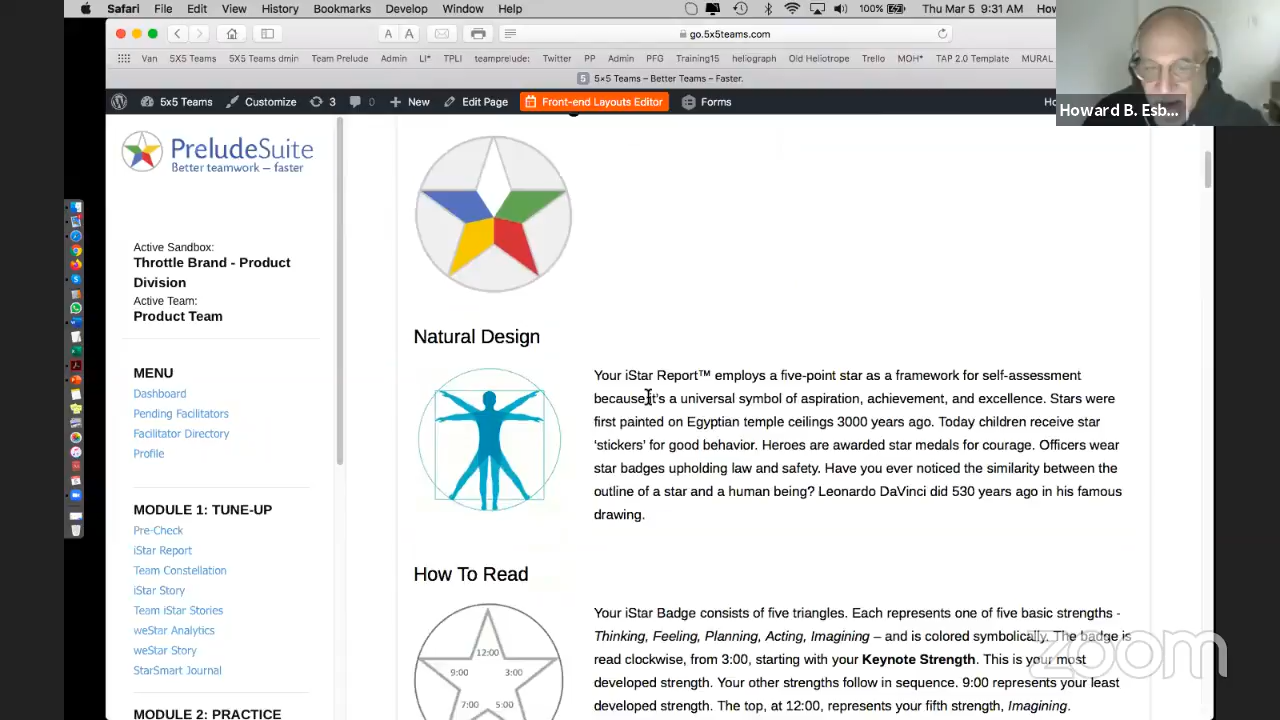 Safari File Edit View History Bookmarks Develop Window Help 100% Thu Mar 5 9:31 AM How
go.5x5teams.com
A A
Van 5X5 Teams 5X5 Teams dmin Team Prelude Admin LI* TPLI teamprelude: Twitter PP Admin PFG Training15 heliograph Old Heliotrope Trello MOH* TAP 2.0 Template MURAL
5 5X5 Teams – Better Teams – Faster.
5x5 Teams Customize 3 0 New Edit Page Front-end Layouts Editor Forms Ho
Howard B. Esb...
PreludeSuite
Better teamwork – faster
Active Sandbox:
Throttle Brand - Product
Division
Active Team:
Product Team
MENU
Dashboard
Pending Facilitators
Facilitator Directory
Profile
MODULE 1: TUNE-UP
Pre-Check
iStar Report
Team Constellation
iStar Story
Team iStar Stories
weStar Analytics
weStar Story
StarSmart Journal
MODULE 2: PRACTICE
Natural Design
Your iStar Report™ employs a five-point star as a framework for self-assessment
because it's a universal symbol of aspiration, achievement, and excellence. Stars were
first painted on Egyptian temple ceilings 3000 years ago. Today children receive star
'stickers' for good behavior. Heroes are awarded star medals for courage. Officers wear
star badges upholding law and safety. Have you ever noticed the similarity between the
outline of a star and a human being? Leonardo DaVinci did 530 years ago in his famous
drawing.
How To Read
12:00
9:00 3:00
7:00 5:00
Your iStar Badge consists of five triangles. Each represents one of five basic strengths -
Thinking, Feeling, Planning, Acting, Imagining – and is colored symbolically. The badge is
read clockwise, from 3:00, starting with your Keynote Strength. This is your most
developed strength. Your other strengths follow in sequence. 9:00 represents your least
developed strength. The top, at 12:00, represents your fifth strength, Imagining.
zoom